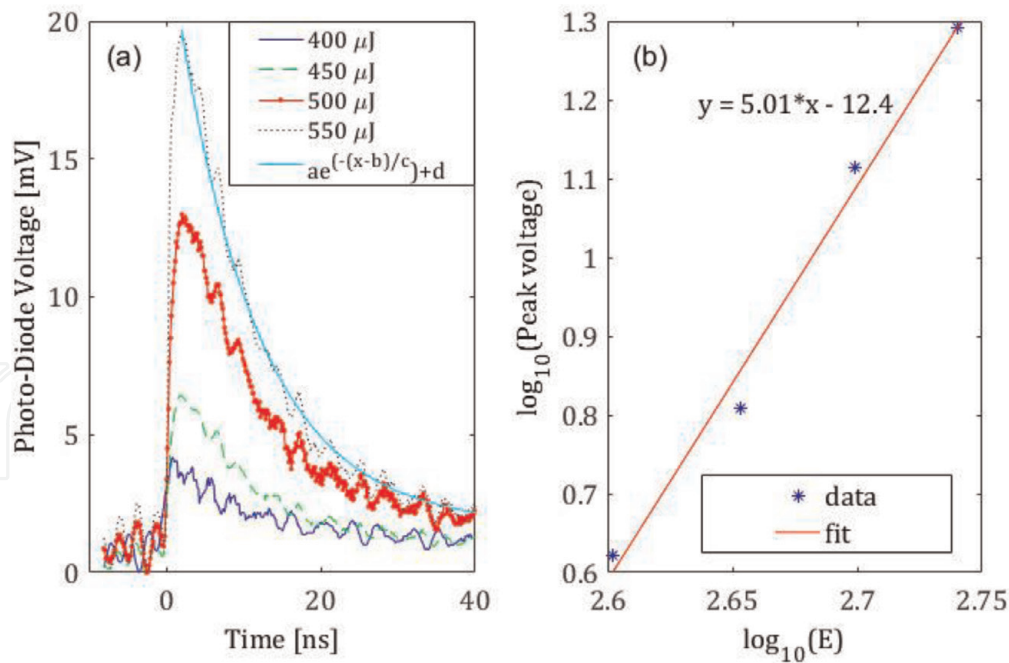 (a)
400 μJ
450 μJ
500 μJ
550 μJ
ae^(-(x-b)/c)+d
Photo-Diode Voltage [mV]
20
15
10
5
0
0 20 40
Time [ns]
(b)
y = 5.01*x - 12.4
log₁₀(Peak voltage)
1.3
1.2
1.1
1
0.9
0.8
0.7
0.6
data
fit
2.6 2.65 2.7 2.75
log₁₀(E)